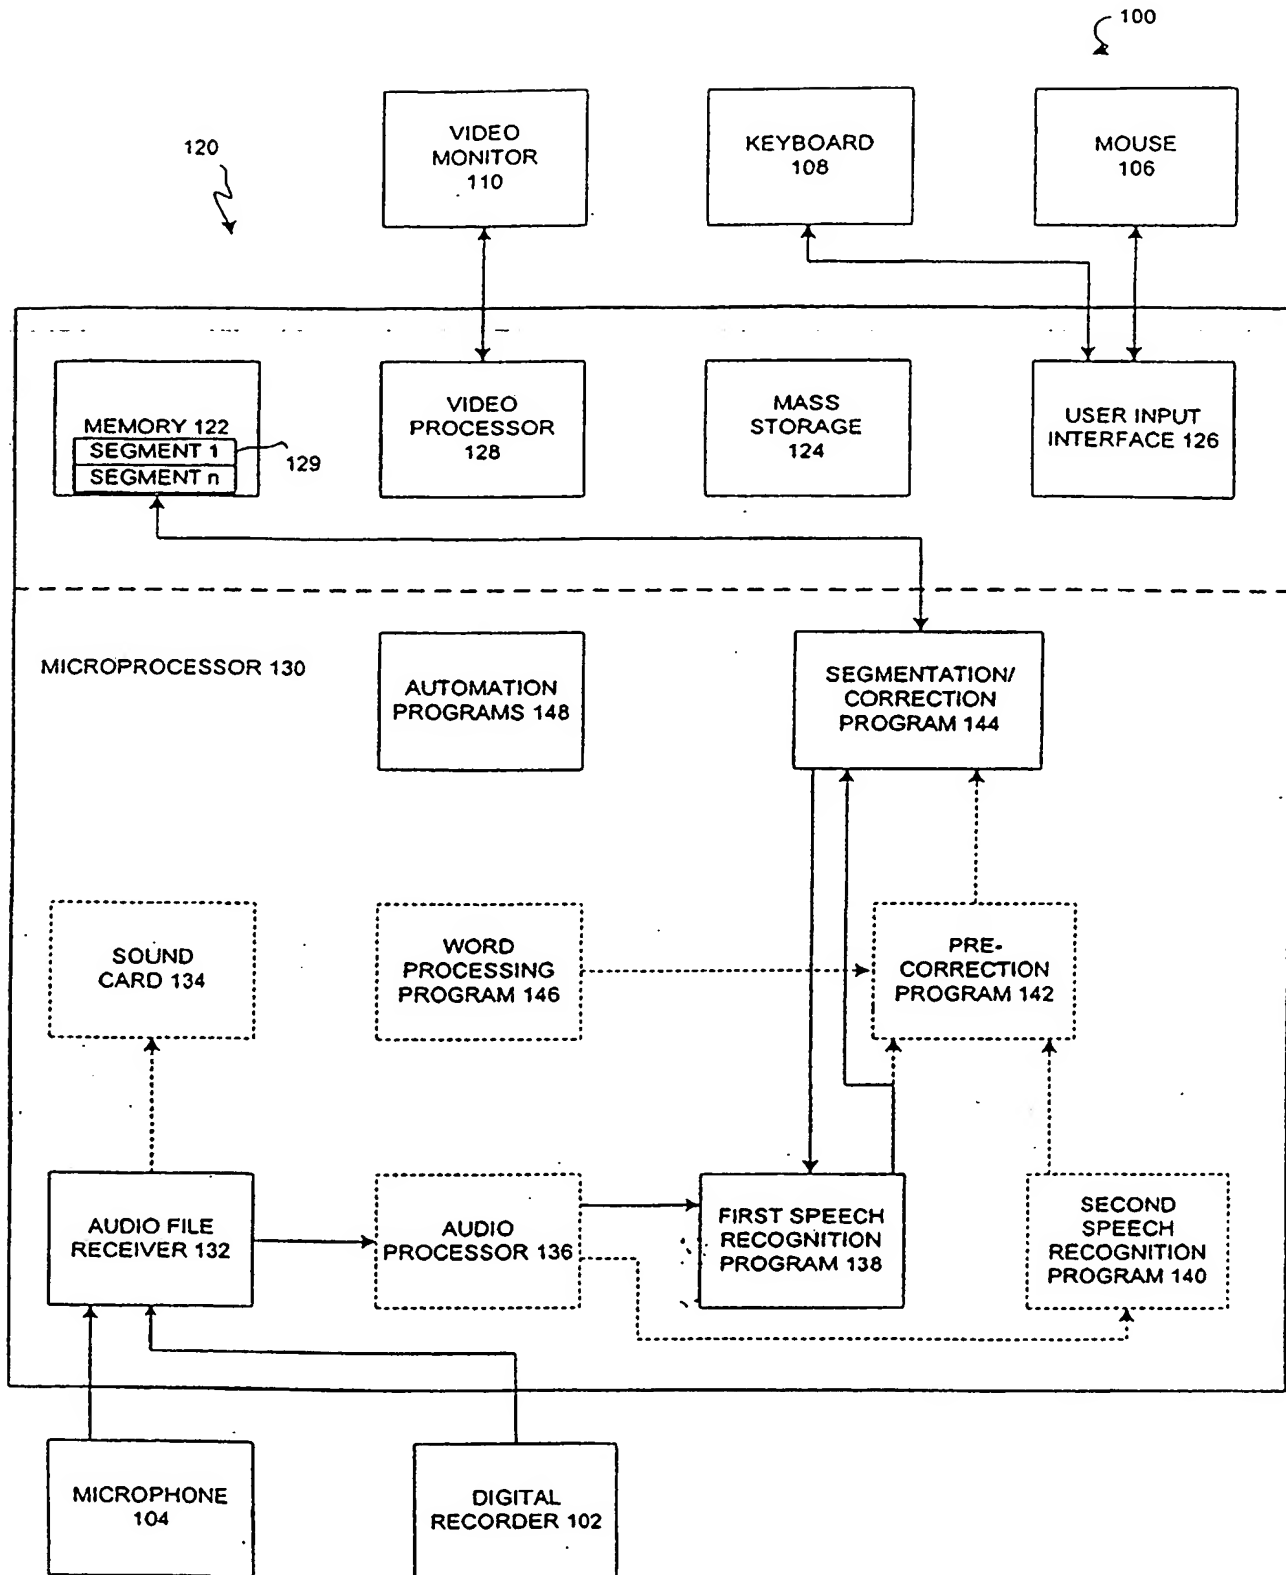 100
120
VIDEO
MONITOR
110
KEYBOARD
108
MOUSE
106
MEMORY 122
SEGMENT 1
SEGMENT n
129
VIDEO
PROCESSOR
128
MASS
STORAGE
124
USER INPUT
INTERFACE 126
MICROPROCESSOR 130
AUTOMATION
PROGRAMS 148
SEGMENTATION/
CORRECTION
PROGRAM 144
SOUND
CARD 134
WORD
PROCESSING
PROGRAM 146
PRE-
CORRECTION
PROGRAM 142
AUDIO FILE
RECEIVER 132
AUDIO
PROCESSOR 136
FIRST SPEECH
RECOGNITION
PROGRAM 138
SECOND
SPEECH
RECOGNITION
PROGRAM 140
MICROPHONE
104
DIGITAL
RECORDER 102